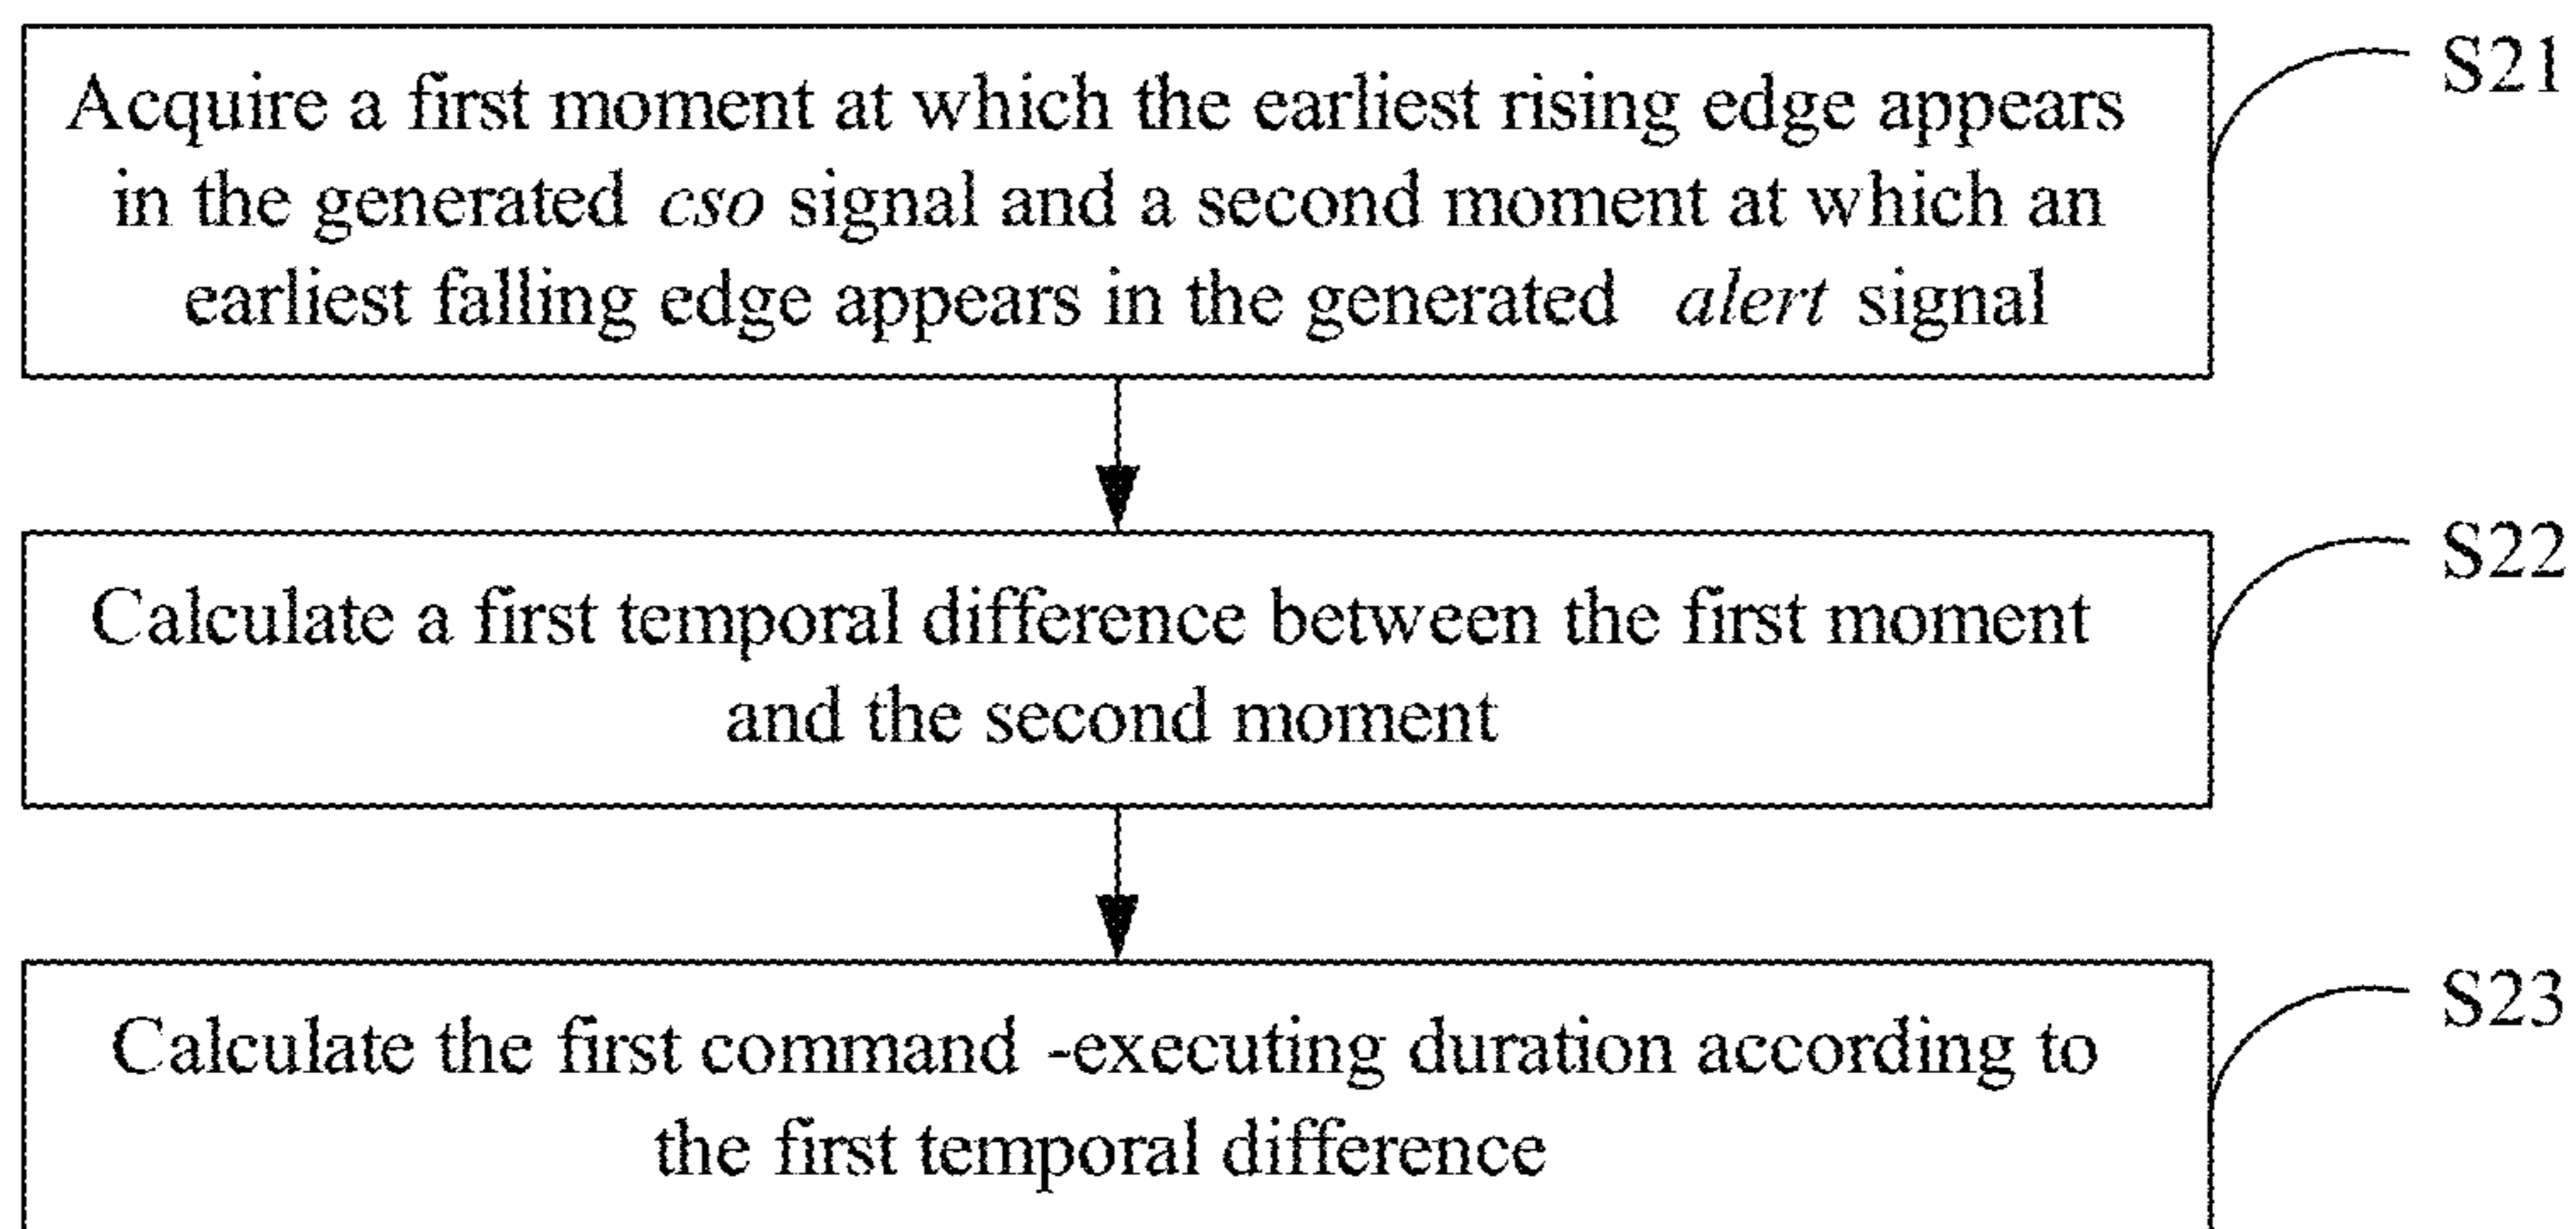 Acquire a first moment at which the earliest rising edge appears
in the generated cso signal and a second moment at which an
earliest falling edge appears in the generated alert signal
S21
Calculate a first temporal difference between the first moment
and the second moment
S22
Calculate the first command -executing duration according to
the first temporal difference
S23